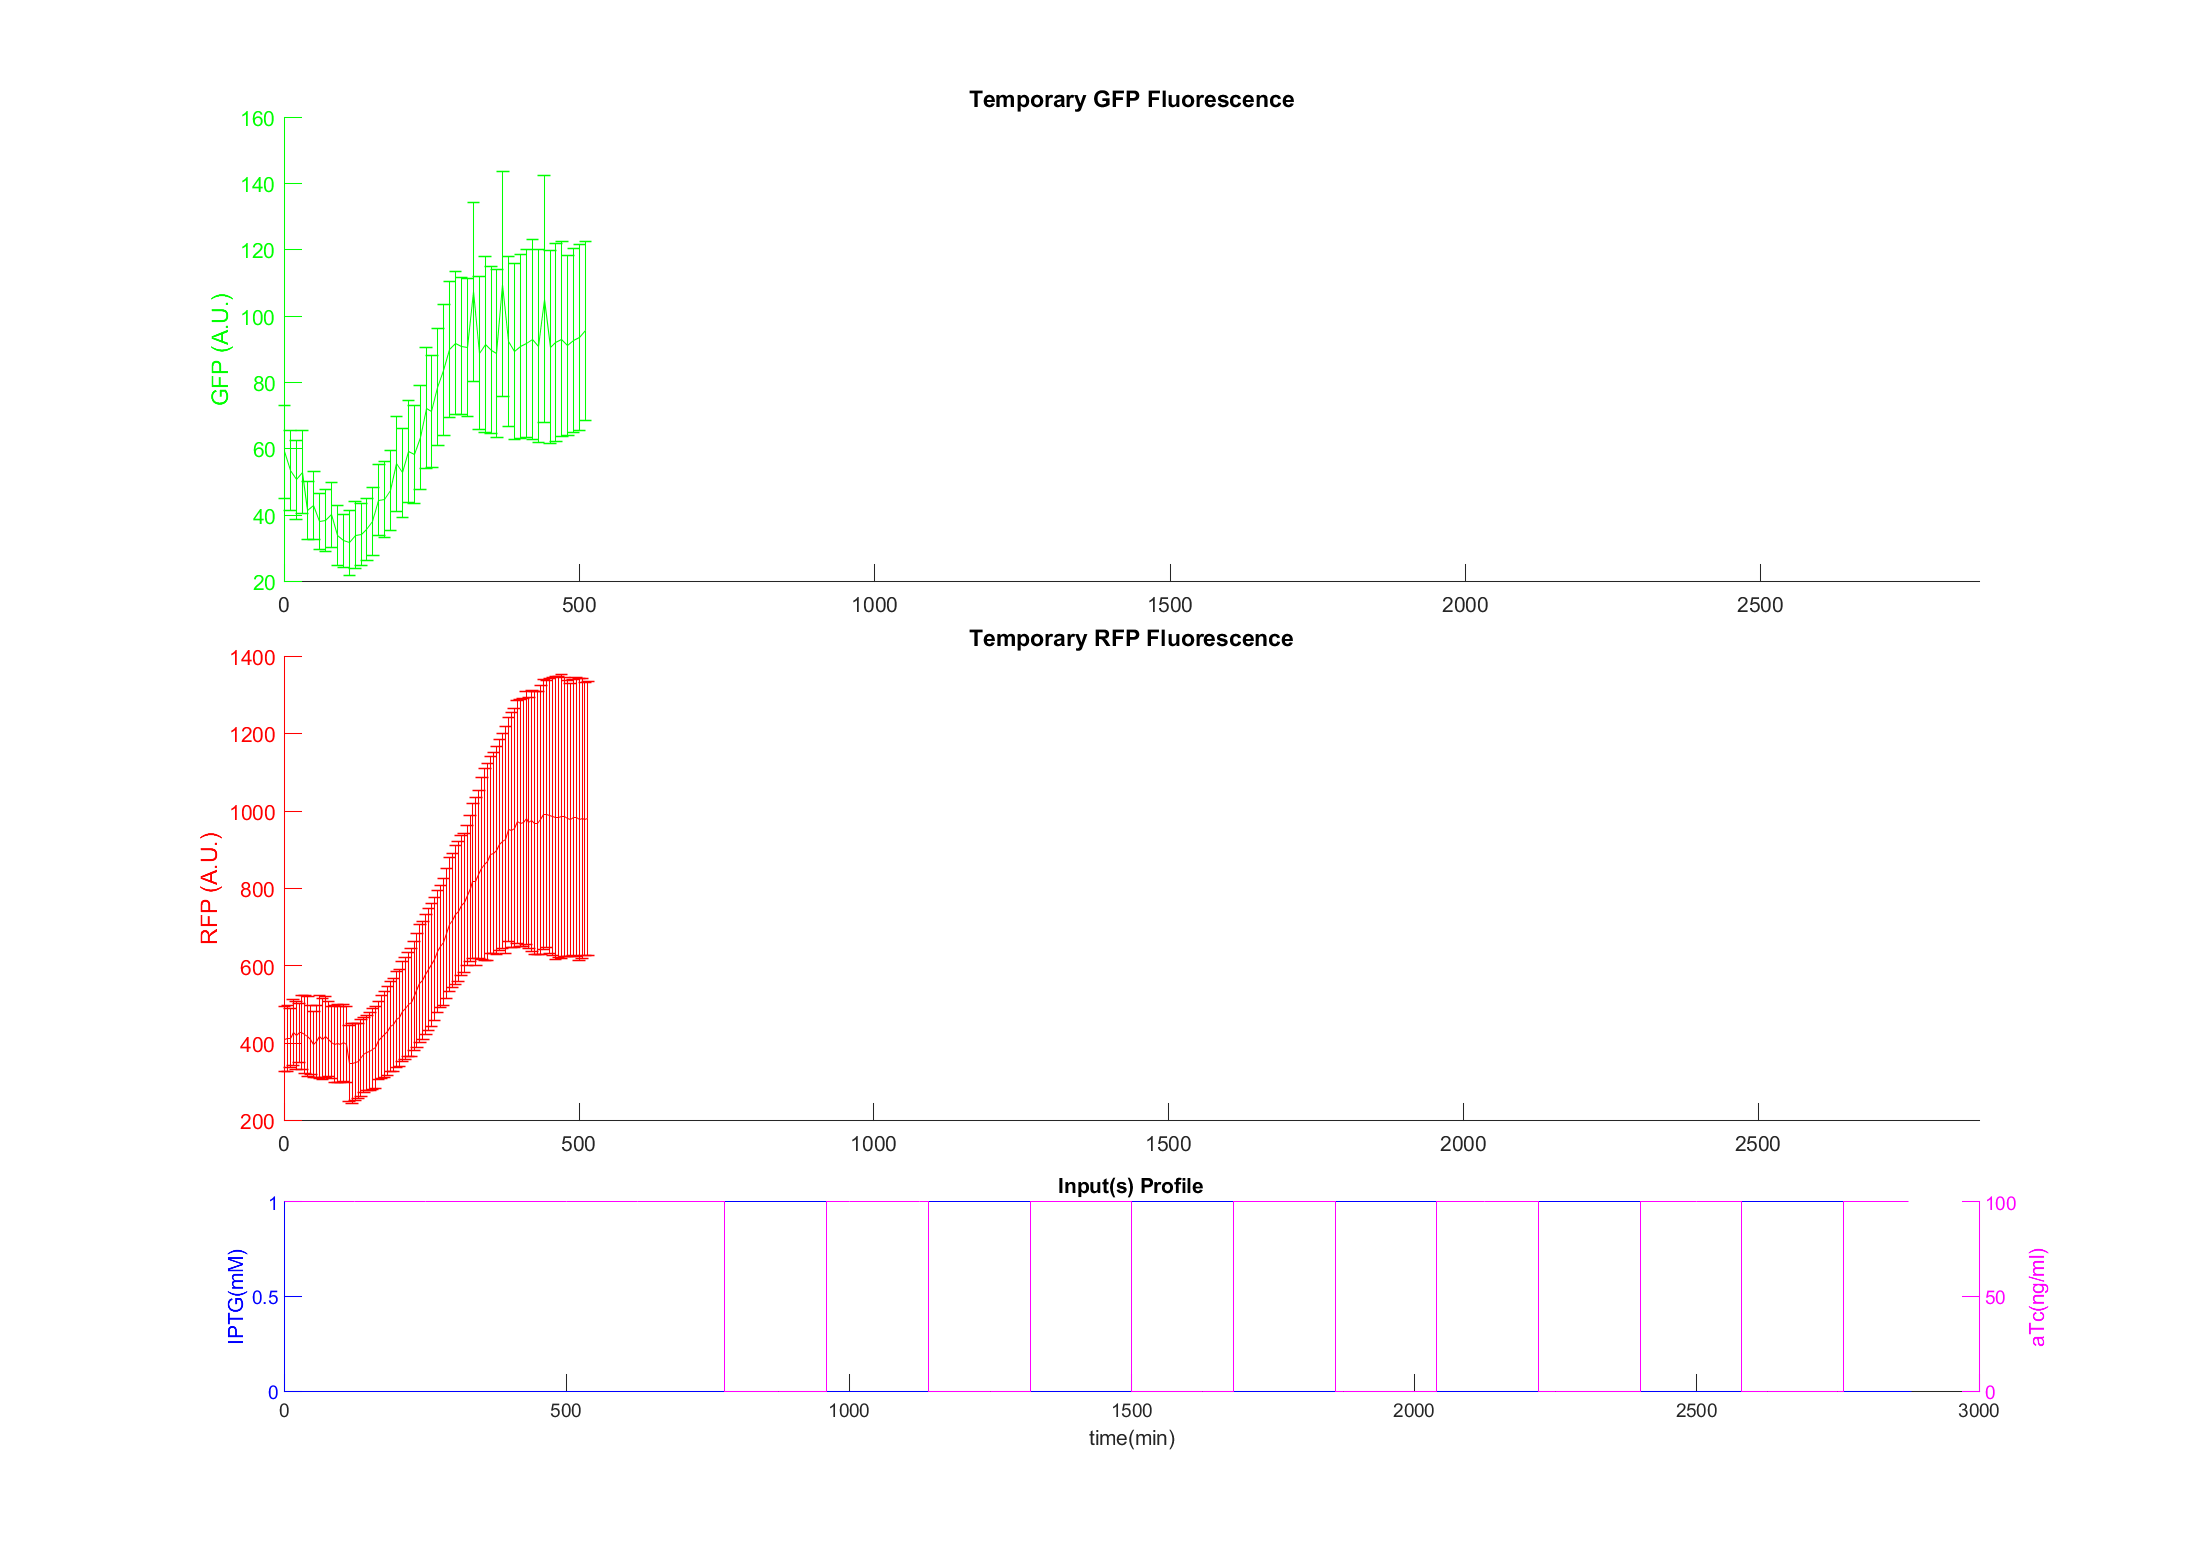 Temporary GFP Fluorescence
160
140
120
100
80
60
40
20
GFP (A.U.)
0 500 1000 1500 2000 2500
Temporary RFP Fluorescence
1400
1200
1000
800
600
400
200
RFP (A.U.)
0 500 1000 1500 2000 2500
Input(s) Profile
1
0.5
0
IPTG(mM)
100
50
0
aTc(ng/ml)
0 500 1000 1500 2000 2500 3000
time(min)